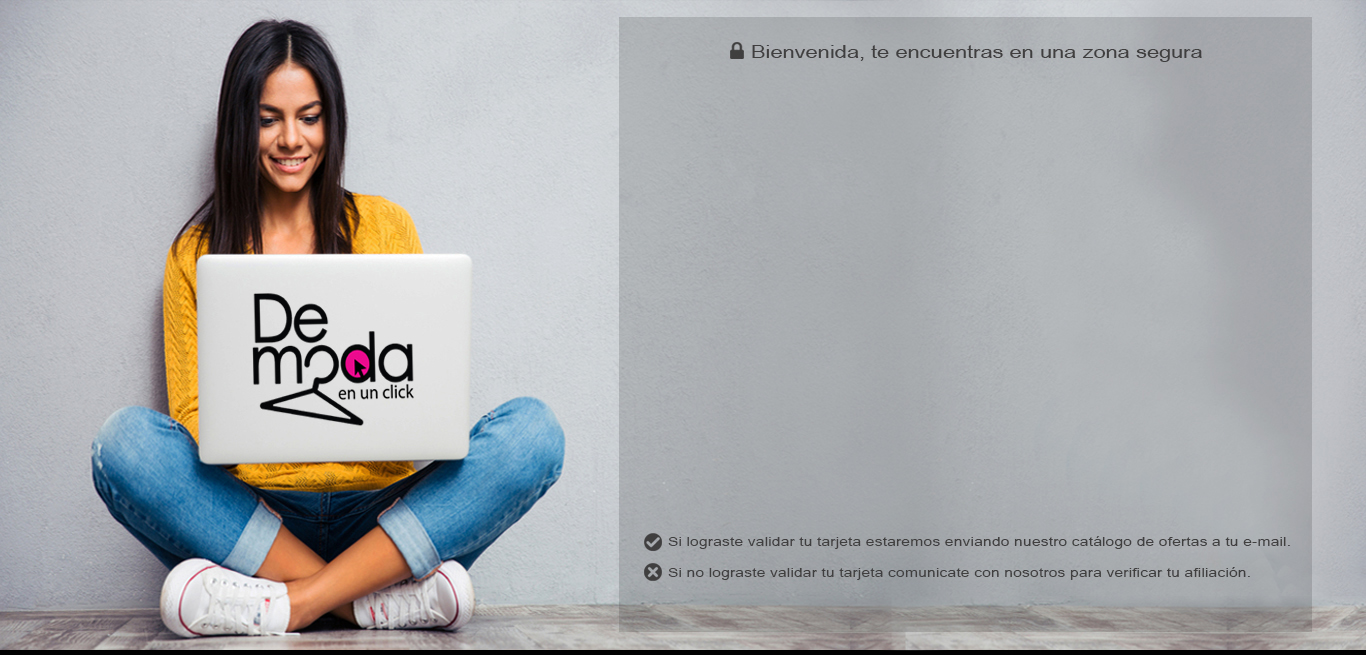 Bienvenida, te encuentras en una zona segura
De
moda
en un click
Si lograste validar tu tarjeta estaremos enviando nuestro catálogo de ofertas a tu e-mail.
Si no lograste validar tu tarjeta comunicate con nosotros para verificar tu afiliación.